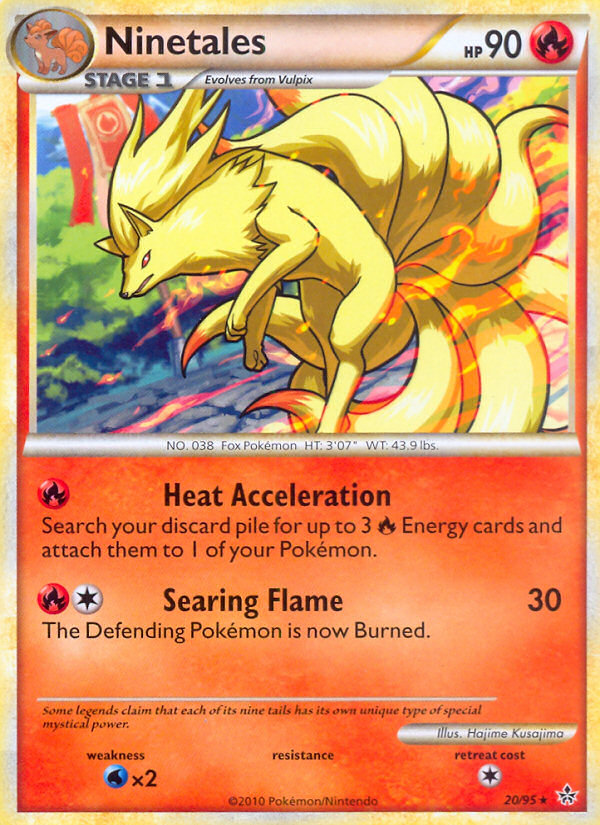 Ninetales
HP 90
STAGE 1
Evolves from Vulpix
NO. 038 Fox Pokémon HT: 3'07" WT: 43.9 lbs.
Heat Acceleration
Search your discard pile for up to 3 Energy cards and
attach them to 1 of your Pokémon.
Searing Flame 30
The Defending Pokémon is now Burned.
Some legends claim that each of its nine tails has its own unique type of special
mystical power.
Illus. Hajime Kusajima
weakness resistance retreat cost
×2
©2010 Pokémon/Nintendo
20/95 ★